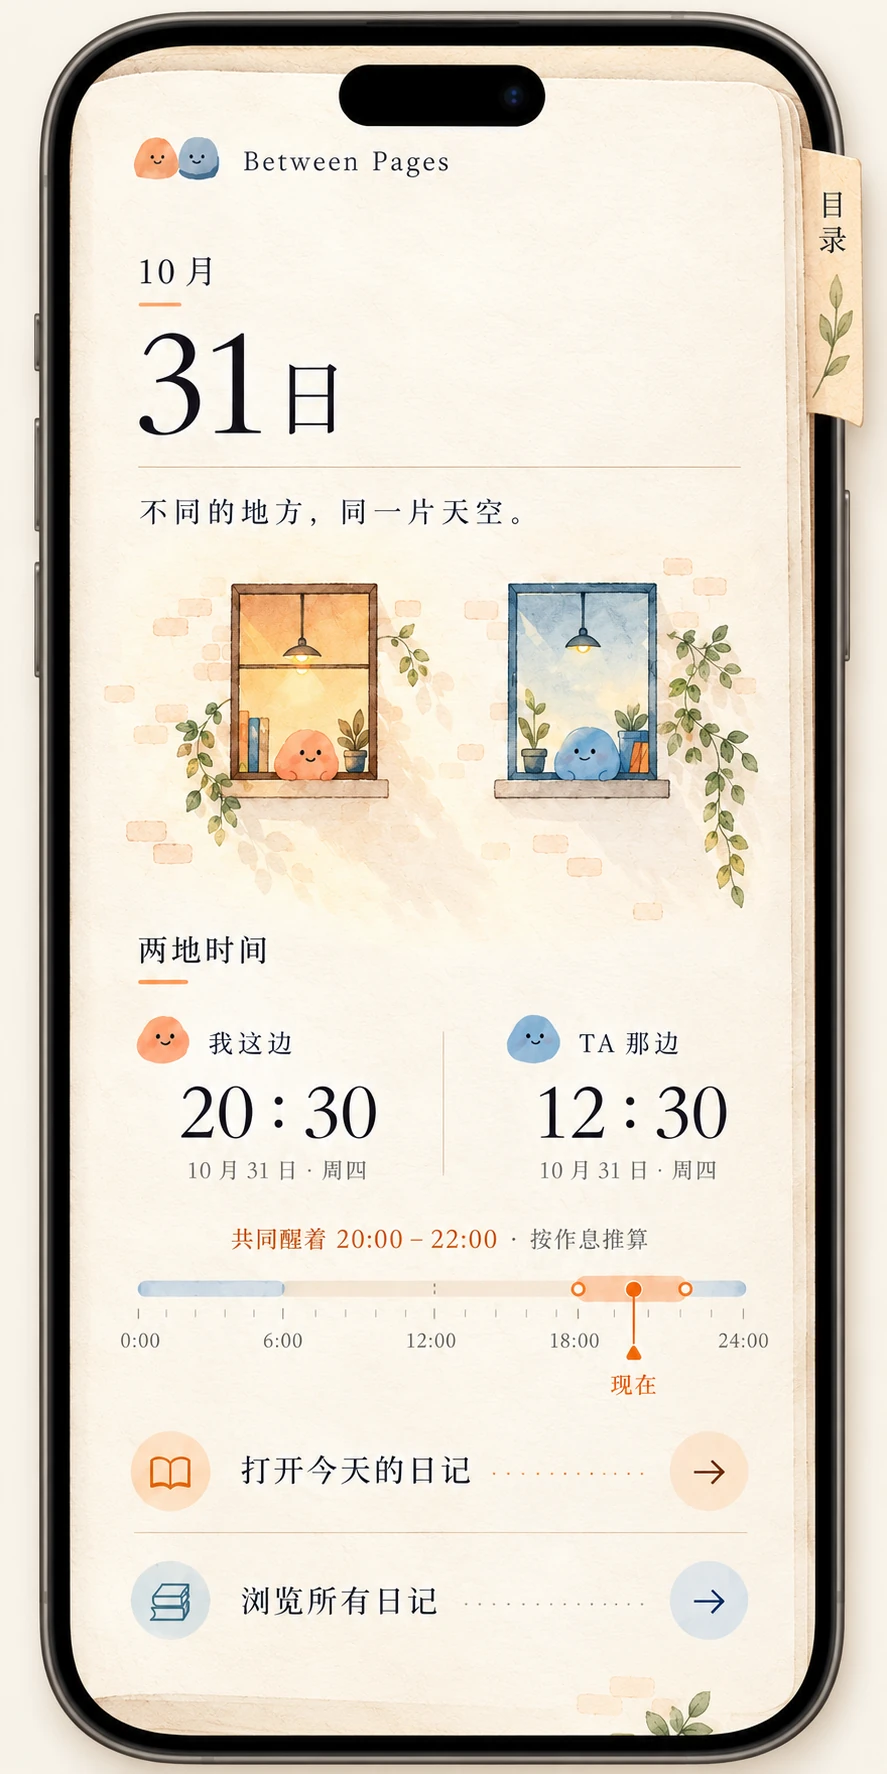 Between Pages
目录
10 月
31日
不同的地方，同一片天空。
两地时间
我这边
TA 那边
20:30
12:30
10 月 31 日 · 周四
10 月 31 日 · 周四
共同醒着 20:00 – 22:00 · 按作息推算
0:00 6:00 12:00 18:00 24:00
现在
打开今天的日记
浏览所有日记